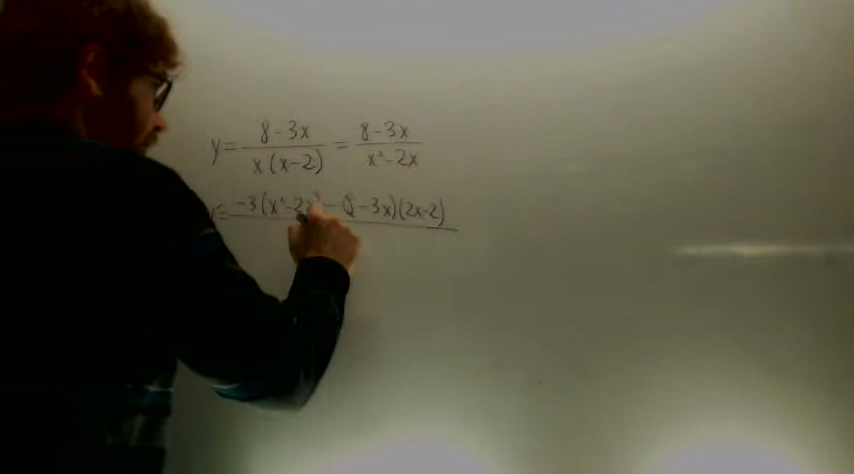 y = (8 - 3x) / (x(x-2)) = (8 - 3x) / (x² - 2x)
-3(x² - 2x) - (8 - 3x)(2x-2)